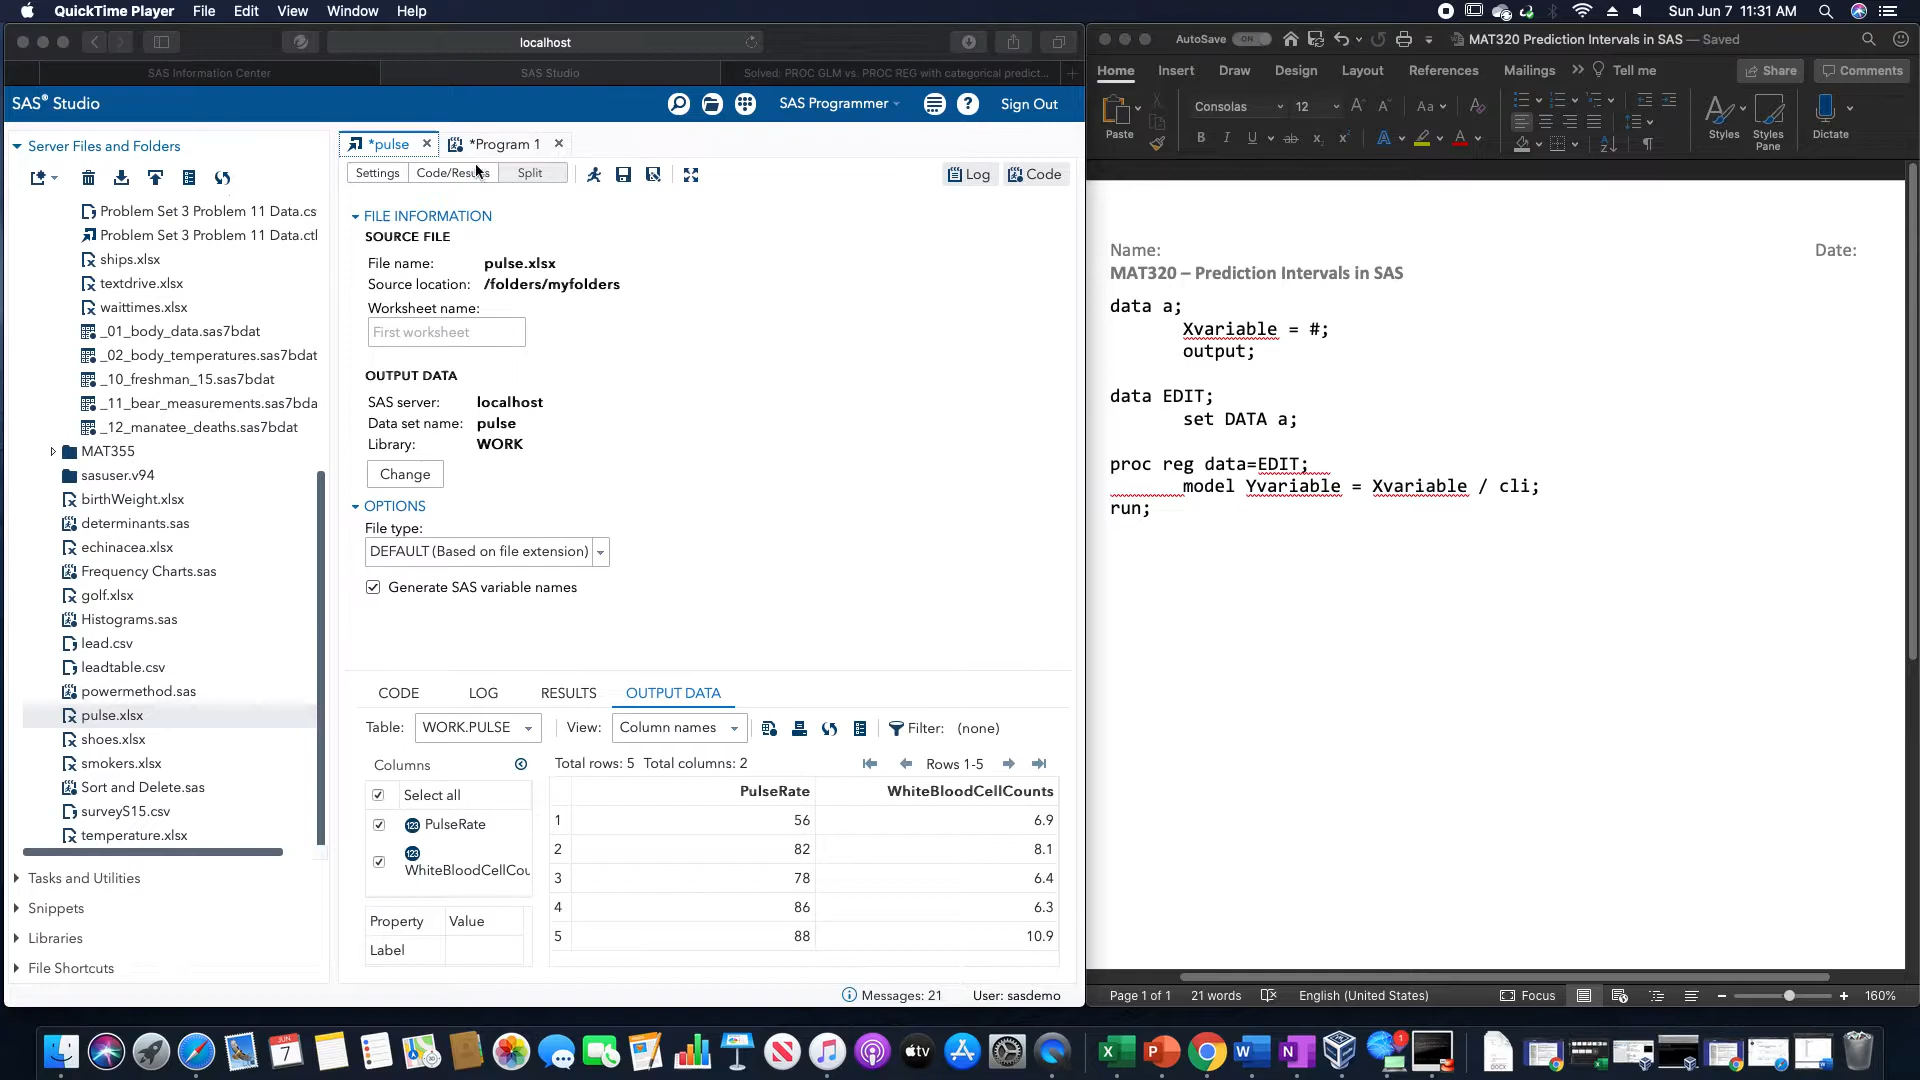 QuickTime Player File Edit View Window Help
Sun Jun 7 11:31 AM
localhost
SAS Information Center
SAS Studio
Solved: PROC GLM vs. PROC REG with categorical predict...
SAS® Studio
SAS Programmer
Sign Out
Server Files and Folders
Problem Set 3 Problem 11 Data.cs
Problem Set 3 Problem 11 Data.ctl
ships.xlsx
textdrive.xlsx
waittimes.xlsx
_01_body_data.sas7bdat
_02_body_temperatures.sas7bdat
_10_freshman_15.sas7bdat
_11_bear_measurements.sas7bda
_12_manatee_deaths.sas7bdat
MAT355
sasuser.v94
birthWeight.xlsx
determinants.sas
echinacea.xlsx
Frequency Charts.sas
golf.xlsx
Histograms.sas
lead.csv
leadtable.csv
powermethod.sas
pulse.xlsx
shoes.xlsx
smokers.xlsx
Sort and Delete.sas
surveyS15.csv
temperature.xlsx
Tasks and Utilities
Snippets
Libraries
File Shortcuts
*pulse
*Program 1
Settings Code/Results Split
Log Code
FILE INFORMATION
SOURCE FILE
File name: pulse.xlsx
Source location: /folders/myfolders
Worksheet name:
First worksheet
OUTPUT DATA
SAS server: localhost
Data set name: pulse
Library: WORK
Change
OPTIONS
File type:
DEFAULT (Based on file extension)
Generate SAS variable names
CODE LOG RESULTS OUTPUT DATA
Table: WORK.PULSE View: Column names Filter: (none)
Columns
Select all
PulseRate
WhiteBloodCellCou
Property Value
Label
Total rows: 5 Total columns: 2 Rows 1-5
PulseRate WhiteBloodCellCounts
1 56 6.9
2 82 8.1
3 78 6.4
4 86 6.3
5 88 10.9
Messages: 21 User: sasdemo
AutoSave ON
MAT320 Prediction Intervals in SAS — Saved
Home Insert Draw Design Layout References Mailings Tell me
Share Comments
Paste
Consolas 12
Styles
Styles Pane
Dictate
Name: Date:
MAT320 – Prediction Intervals in SAS
data a;
Xvariable = #;
output;
data EDIT;
set DATA a;
proc reg data=EDIT;
model Yvariable = Xvariable / cli;
run;
Page 1 of 1 21 words English (United States) Focus 160%
JUN
7
tv
1